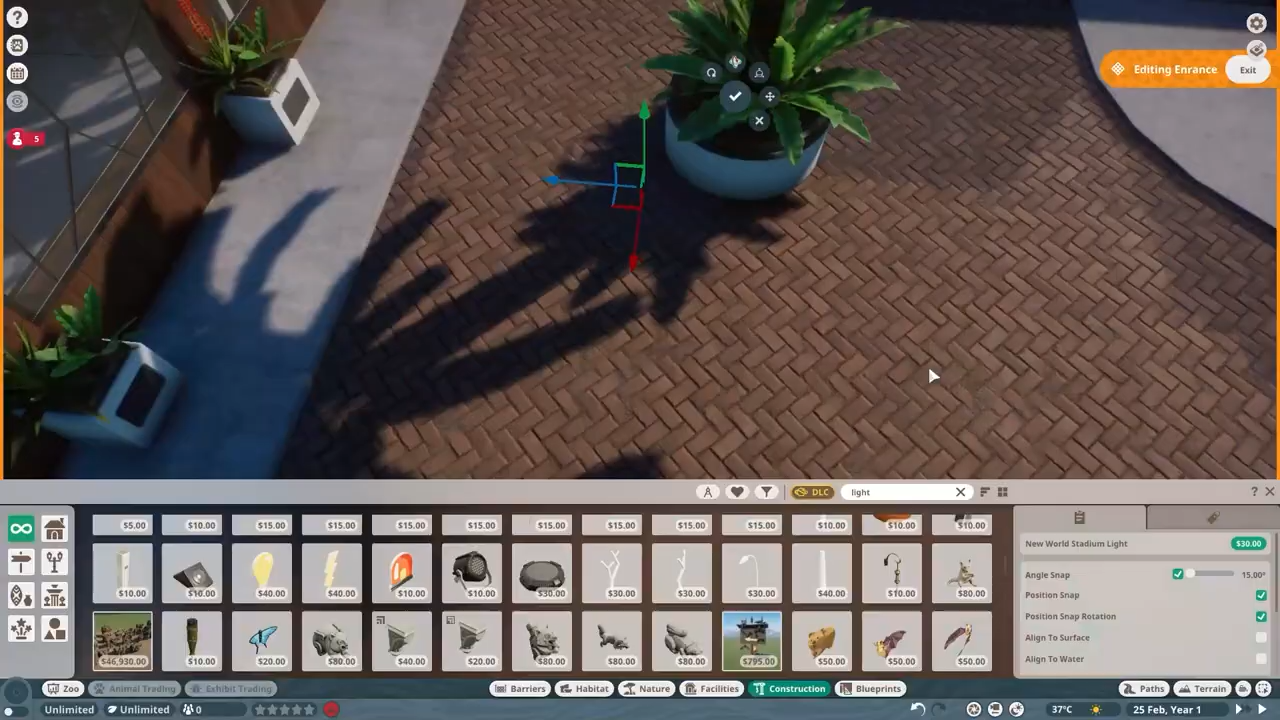 Editing Enrance
Exit
5
DLC
light
$5.00 $10.00 $15.00 $15.00 $15.00 $15.00 $15.00 $15.00 $15.00 $15.00 $10.00 $10.00 $10.00
$10.00 $10.00 $40.00 $40.00 $10.00 $10.00 $30.00 $30.00 $30.00 $30.00 $30.00 $10.00 $80.00
$46,930.00 $10.00 $20.00 $80.00 $40.00 $20.00 $80.00 $80.00 $80.00 $795.00 $50.00 $50.00 $50.00
New World Stadium Light $30.00
Angle Snap 15.00°
Position Snap
Position Snap Rotation
Align To Surface
Align To Water
Zoo Animal Trading Exhibit Trading Barriers Habitat Nature Facilities Construction Blueprints Paths Terrain
Unlimited Unlimited 0 37°C 25 Feb, Year 1